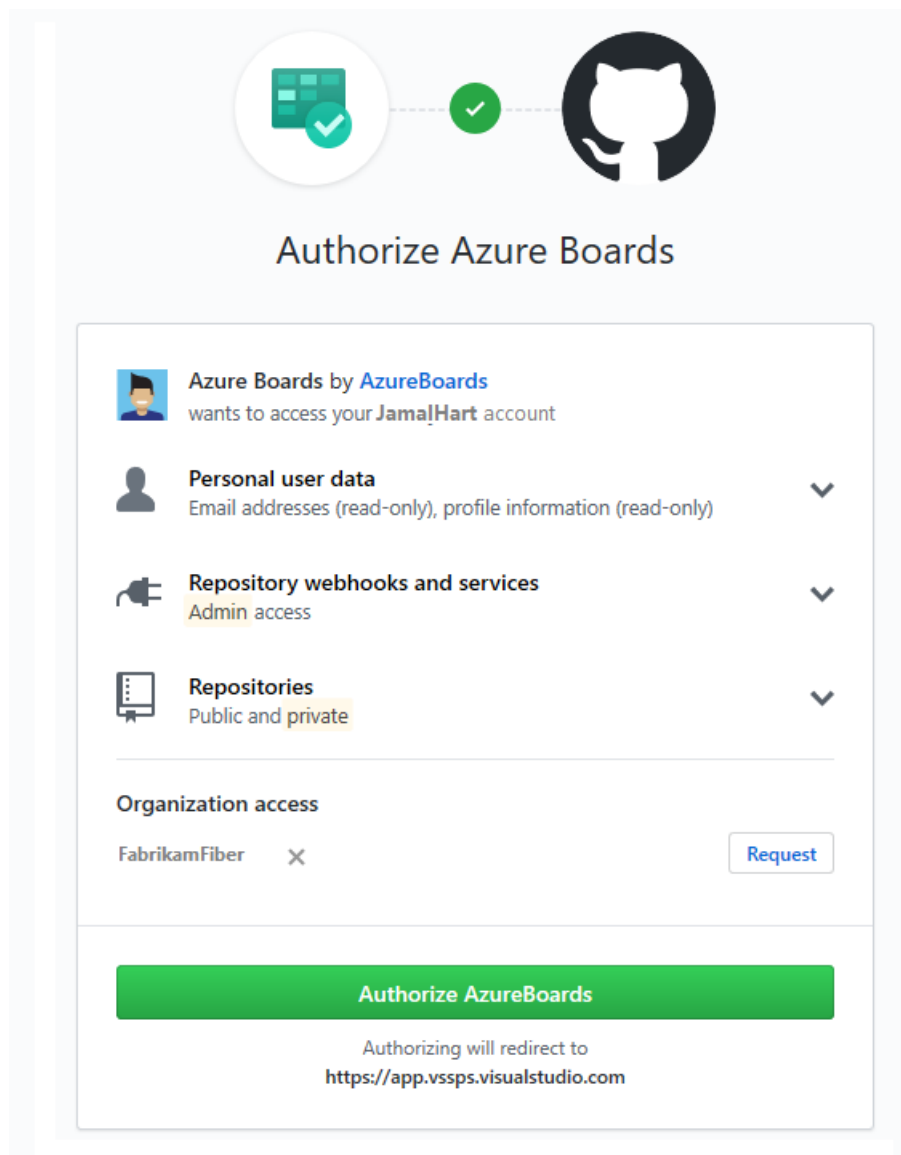 Authorize Azure Boards
Azure Boards by AzureBoards
wants to access your JamalHart account
Personal user data
Email addresses (read-only), profile information (read-only)
Repository webhooks and services
Admin access
Repositories
Public and private
Organization access
FabrikamFiber
Request
Authorize AzureBoards
Authorizing will redirect to
https://app.vssps.visualstudio.com